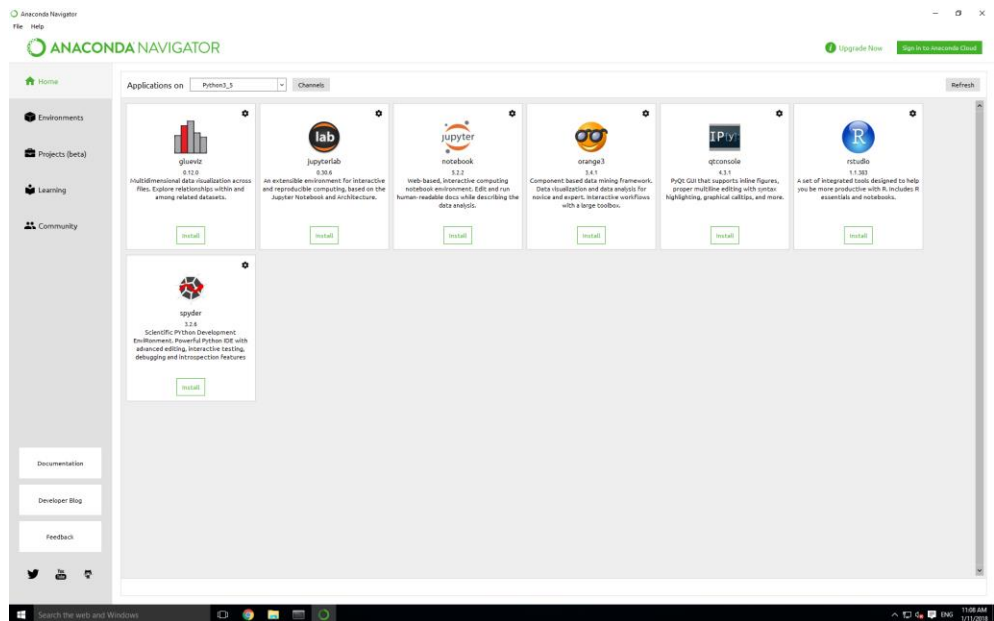 Anaconda Navigator
File Help
ANACONDA NAVIGATOR
Upgrade Now
Sign in to Anaconda Cloud
Home
Environments
Projects (beta)
Learning
Community
Documentation
Developer Blog
Feedback
Applications on
Python3_5
Channels
Refresh
glueviz
0.12.0
Multidimensional data visualization across
files. Explore relationships within and
among related datasets.
Install
lab
jupyterlab
0.30.6
An extensible environment for interactive
and reproducible computing, based on the
Jupyter Notebook and Architecture.
Install
jupyter
notebook
5.2.2
Web-based, interactive computing
notebook environment. Edit and run
human-readable docs while describing the
data analysis.
Install
orange3
3.4.1
Component based data mining framework.
Data visualization and data analysis for
novice and expert. Interactive workflows
with a large toolbox.
Install
IP[y]:
qtconsole
4.3.1
PyQt GUI that supports inline figures,
proper multiline editing with syntax
highlighting, graphical calltips, and more.
Install
R
rstudio
1.1.383
A set of integrated tools designed to help
you be more productive with R. Includes R
essentials and notebooks.
Install
spyder
3.2.6
Scientific PYthon Development
EnviRonment. Powerful Python IDE with
advanced editing, interactive testing,
debugging and introspection features
Install
You
Tube
Search the web and Windows
ENG
11:08 AM
1/11/2018